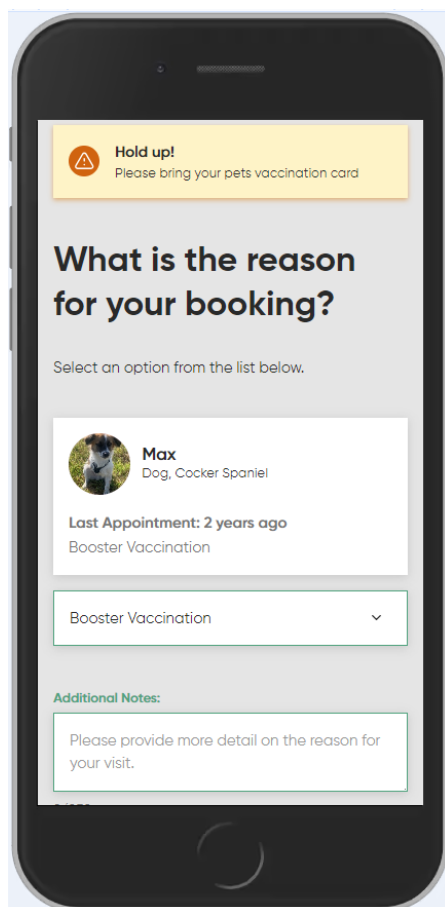 Hold up!
Please bring your pets vaccination card
What is the reason
for your booking?
Select an option from the list below.
Max
Dog, Cocker Spaniel
Last Appointment: 2 years ago
Booster Vaccination
Booster Vaccination
Additional Notes:
Please provide more detail on the reason for
your visit.